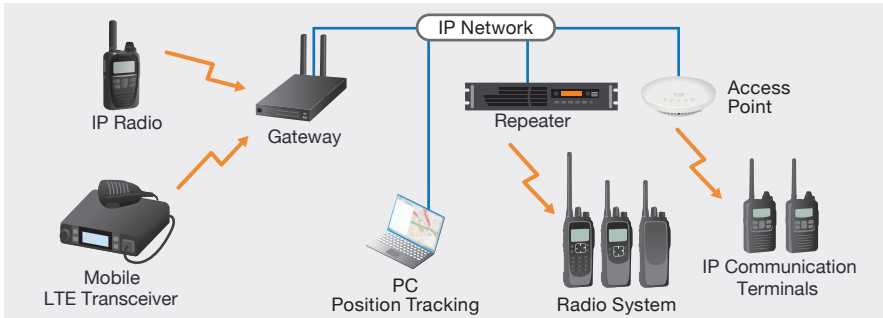 IP Network
IP Radio
Gateway
Repeater
Access
Point
Mobile
LTE Transceiver
PC
Position Tracking
Radio System
IP Communication
Terminals